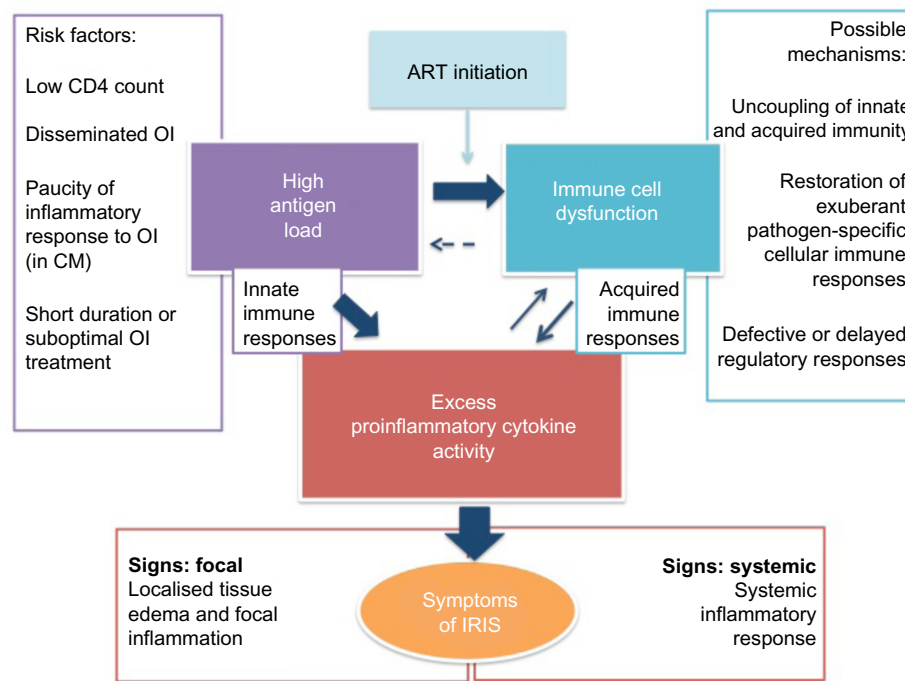 Risk factors:
Low CD4 count
Disseminated OI
Paucity of
inflammatory
response to OI
(in CM)
Short duration or
suboptimal OI
treatment
ART initiation
High
antigen
load
Immune cell
dysfunction
Innate
immune
responses
Acquired
immune
responses
Possible
mechanisms:
Uncoupling of innate
and acquired immunity
Restoration of
exuberant
pathogen-specific
cellular immune
responses
Defective or delayed
regulatory responses
Excess
proinflammatory cytokine
activity
Signs: focal
Localised tissue
edema and focal
inflammation
Symptoms
of IRIS
Signs: systemic
Systemic
inflammatory
response